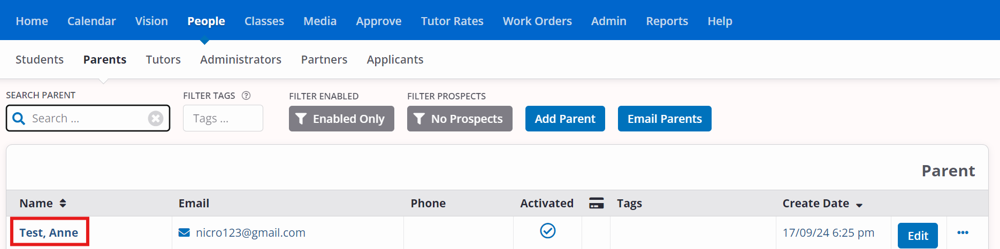 Home Calendar Vision People Classes Media Approve Tutor Rates Work Orders Admin Reports Help
Students Parents Tutors Administrators Partners Applicants
SEARCH PARENT FILTER TAGS ? FILTER ENABLED FILTER PROSPECTS
Search ... Tags ... Enabled Only No Prospects Add Parent Email Parents
Parent
Name Email Phone Activated Tags Create Date
Test, Anne nicro123@gmail.com 17/09/24 6:25 pm Edit